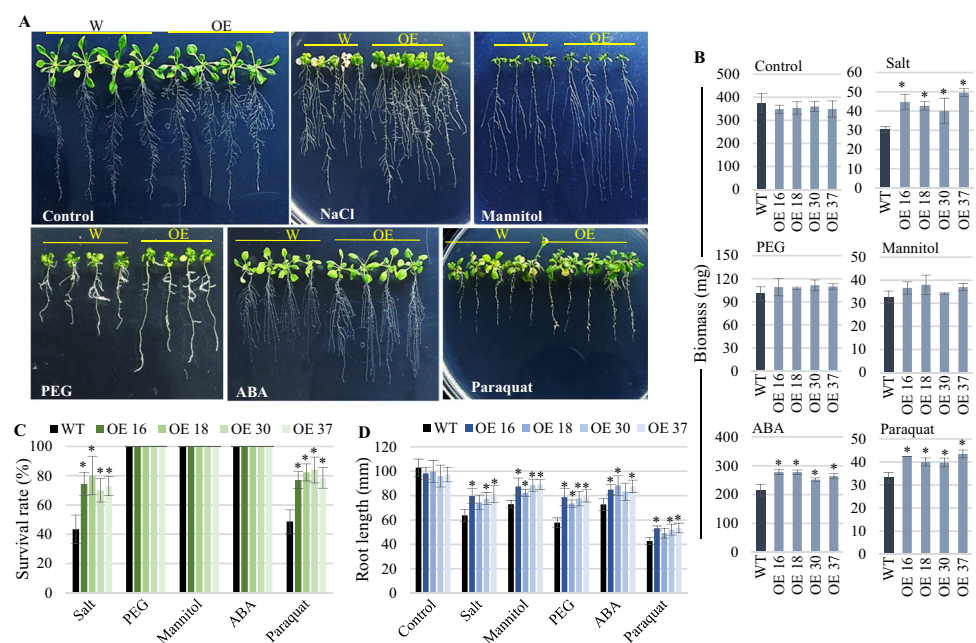 A
W OE
W OE
W OE
Control
NaCl
Mannitol
W OE
W OE
W OE
PEG
ABA
Paraquat
B
Biomass (mg)
Control
500
400
300
200
100
0
WT
OE 16
OE 18
OE 30
OE 37
Salt
60
50
40
30
20
10
0
* * * *
WT
OE 16
OE 18
OE 30
OE 37
PEG
150
120
90
60
30
0
WT
OE 16
OE 18
OE 30
OE 37
Mannitol
50
40
30
20
10
0
WT
OE 16
OE 18
OE 30
OE 37
ABA
400
300
200
100
0
* * * *
WT
OE 16
OE 18
OE 30
OE 37
Paraquat
50
40
30
20
10
0
* * * *
WT
OE 16
OE 18
OE 30
OE 37
C
WT OE 16 OE 18 OE 30 OE 37
Survival rate (%)
100
80
60
40
20
0
* * * *
* * * *
Salt
PEG
Mannitol
ABA
Paraquat
D
WT OE 16 OE 18 OE 30 OE 37
Root length (mm)
120
100
80
60
40
20
0
* * *
* * * *
* * * *
* * *
* * *
Control
Salt
Mannitol
PEG
ABA
Paraquat